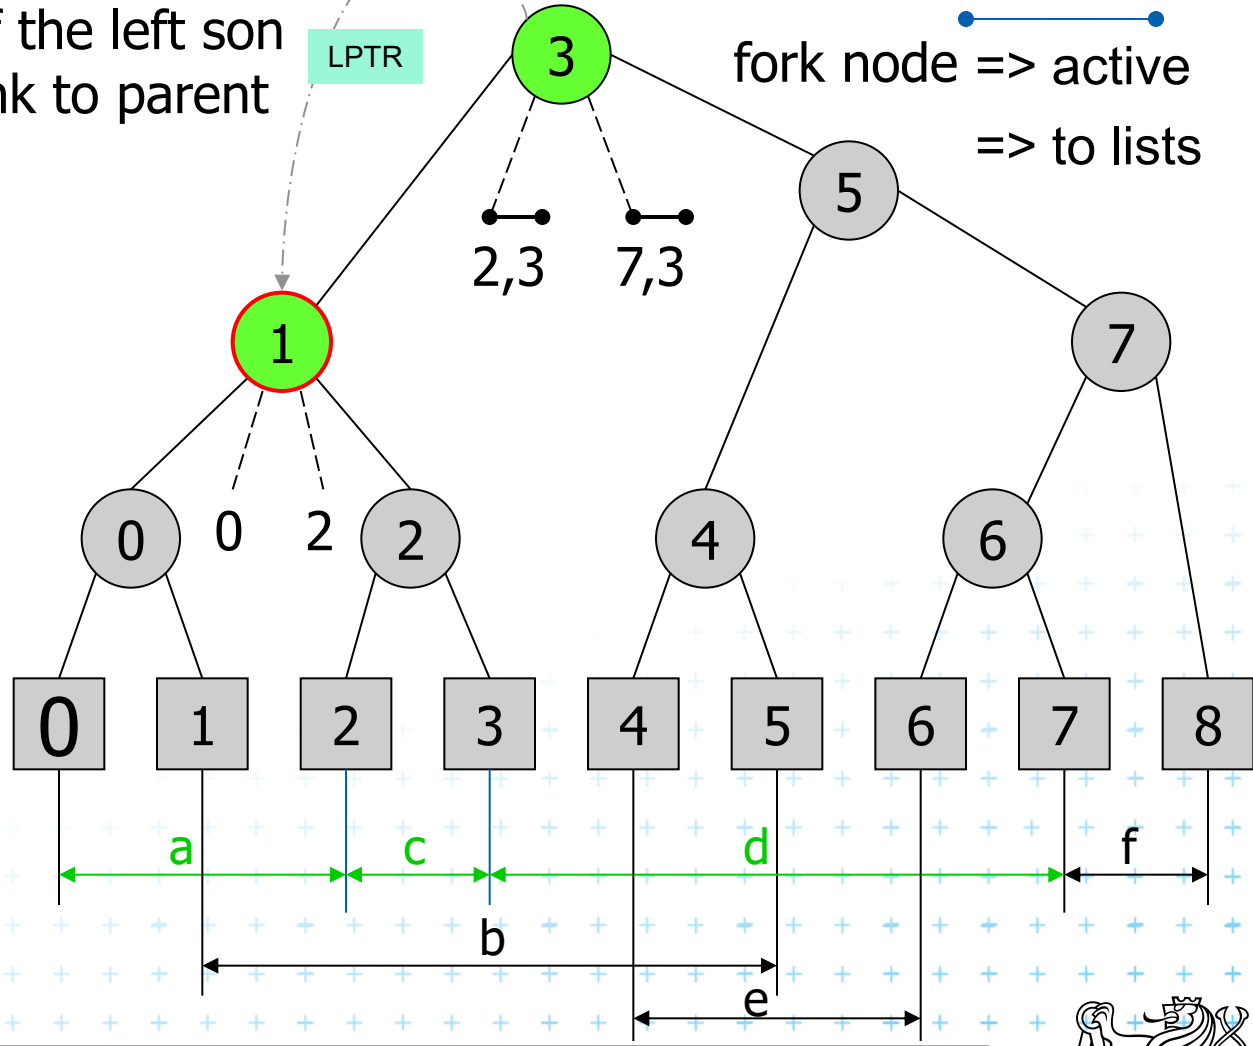 the left son
LPTR
3
fork node => active
to parent
=> to lists
5
2,3 7,3
1
7
0 0 2 2 4 6
0 1 2 3 4 5 6 7 8
a c d f
b
e